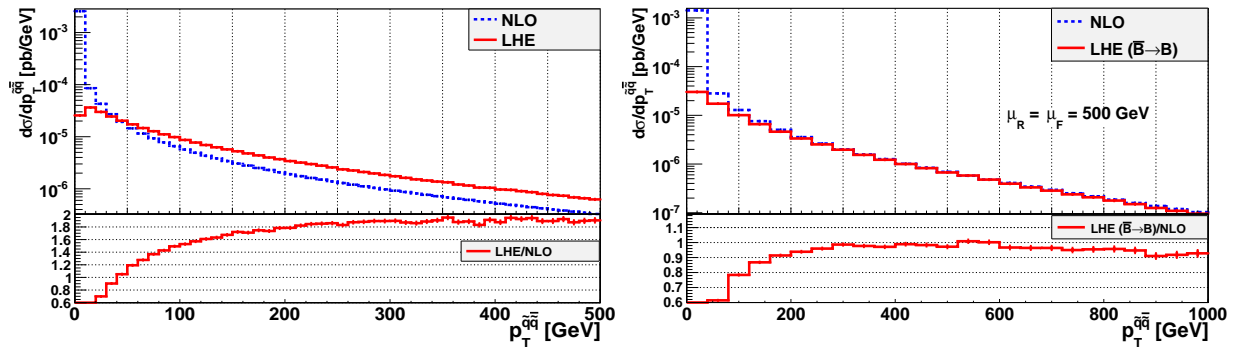 dσ/dp_T^{q̃q̃̄} [pb/GeV]
10^{-3}
10^{-4}
10^{-5}
10^{-6}
NLO
LHE
2
1.8
1.6
1.4
1.2
1
0.8
0.6
LHE/NLO
0 100 200 300 400 500
p_T^{q̃q̃̄} [GeV]
dσ/dp_T^{q̃q̃̄} [pb/GeV]
10^{-3}
10^{-4}
10^{-5}
10^{-6}
10^{-7}
NLO
LHE (B̄→B)
μ_R = μ_F = 500 GeV
1.1
1
0.9
0.8
0.7
0.6
LHE (B̄→B)/NLO
0 200 400 600 800 1000
p_T^{q̃q̃̄} [GeV]